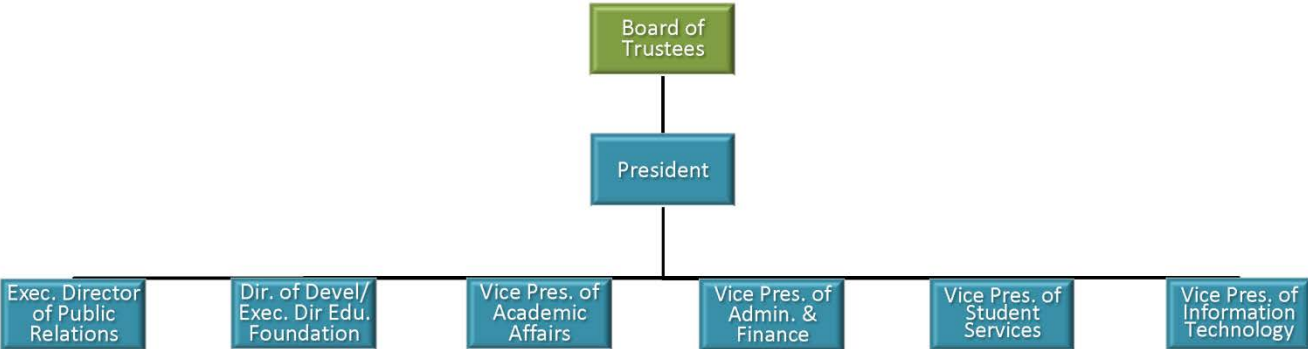 Board of
Trustees
President
Exec. Director
of Public
Relations
Dir. of Devel/
Exec. Dir Edu.
Foundation
Vice Pres. of
Academic
Affairs
Vice Pres. of
Admin. &
Finance
Vice Pres. of
Student
Services
Vice Pres. of
Information
Technology